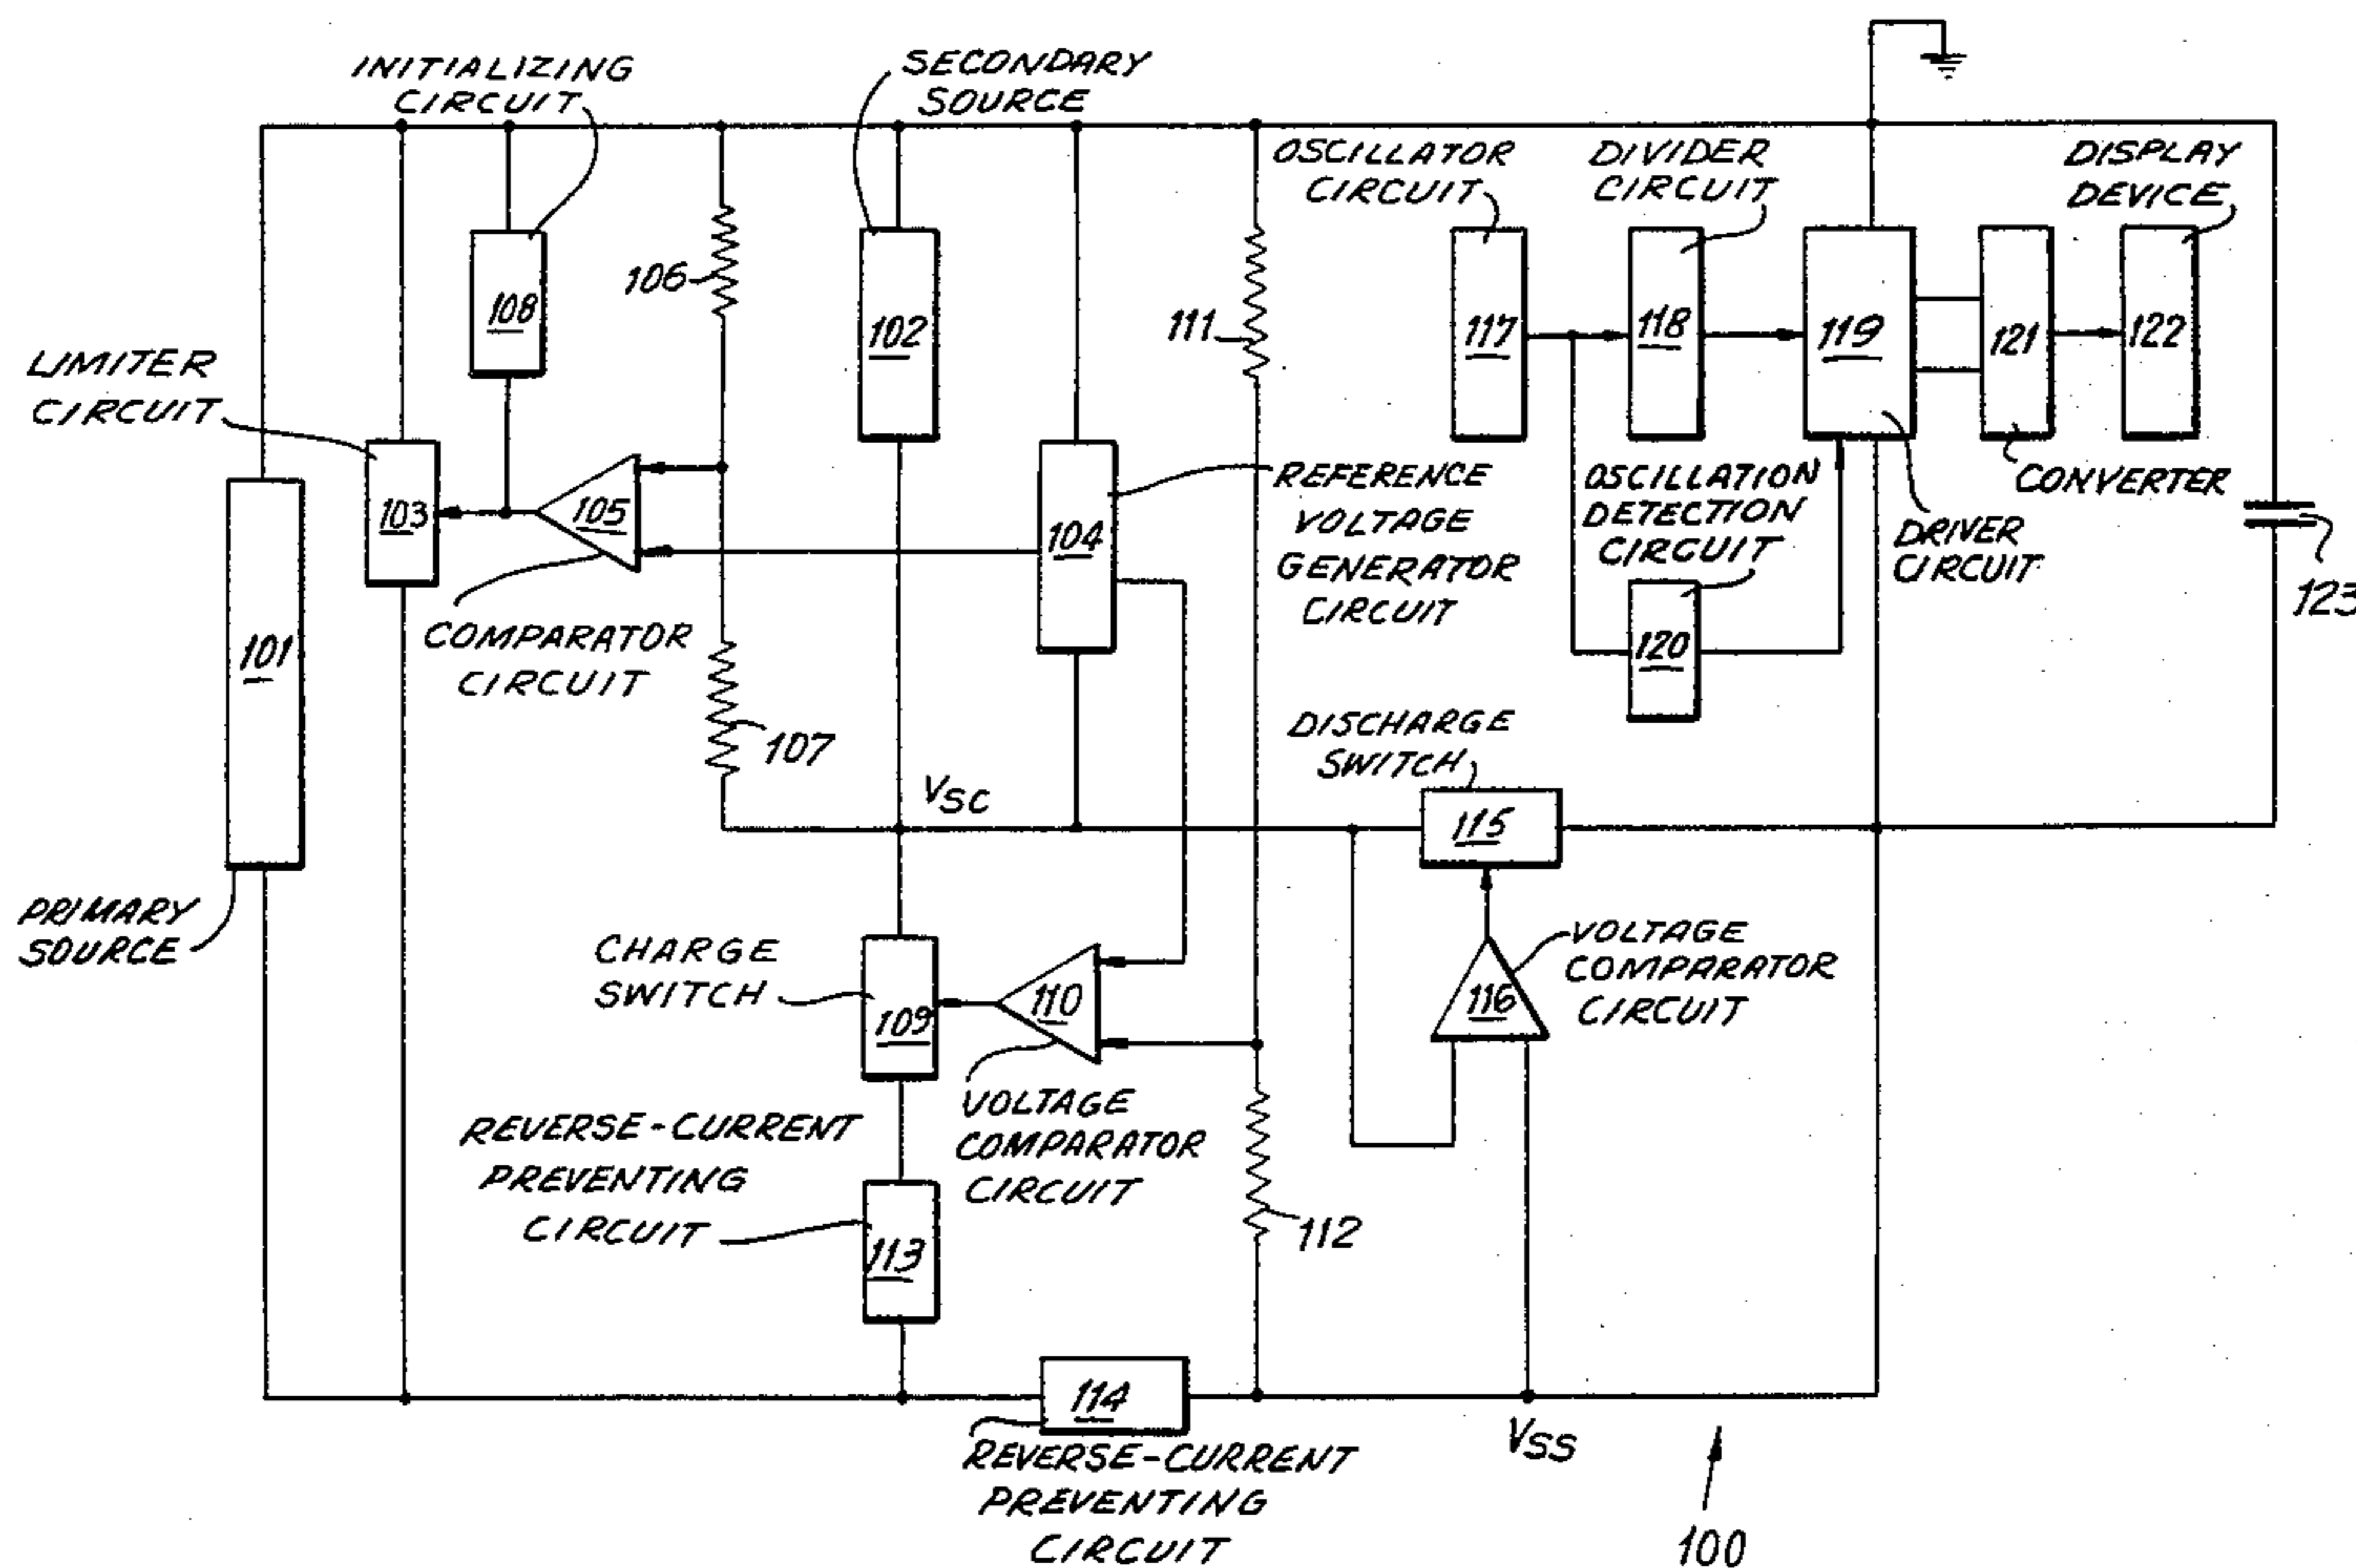 INITIALIZING
CIRCUIT
SECONDARY
SOURCE
OSCILLATOR
CIRCUIT
DIVIDER
CIRCUIT
DISPLAY
DEVICE
106
108
102
111
117
118
119
121
122
LIMITER
CIRCUIT
103
105
104
REFERENCE
VOLTAGE
GENERATOR
CIRCUIT
OSCILLATION
DETECTION
CIRCUIT
CONVERTER
DRIVER
CIRCUIT
123
101
COMPARATOR
CIRCUIT
120
107
DISCHARGE
SWITCH
VSC
115
PRIMARY
SOURCE
CHARGE
SWITCH
109
110
116
VOLTAGE
COMPARATOR
CIRCUIT
VOLTAGE
COMPARATOR
CIRCUIT
REVERSE-CURRENT
PREVENTING
CIRCUIT
113
112
114
VSS
REVERSE-CURRENT
PREVENTING
CIRCUIT
100